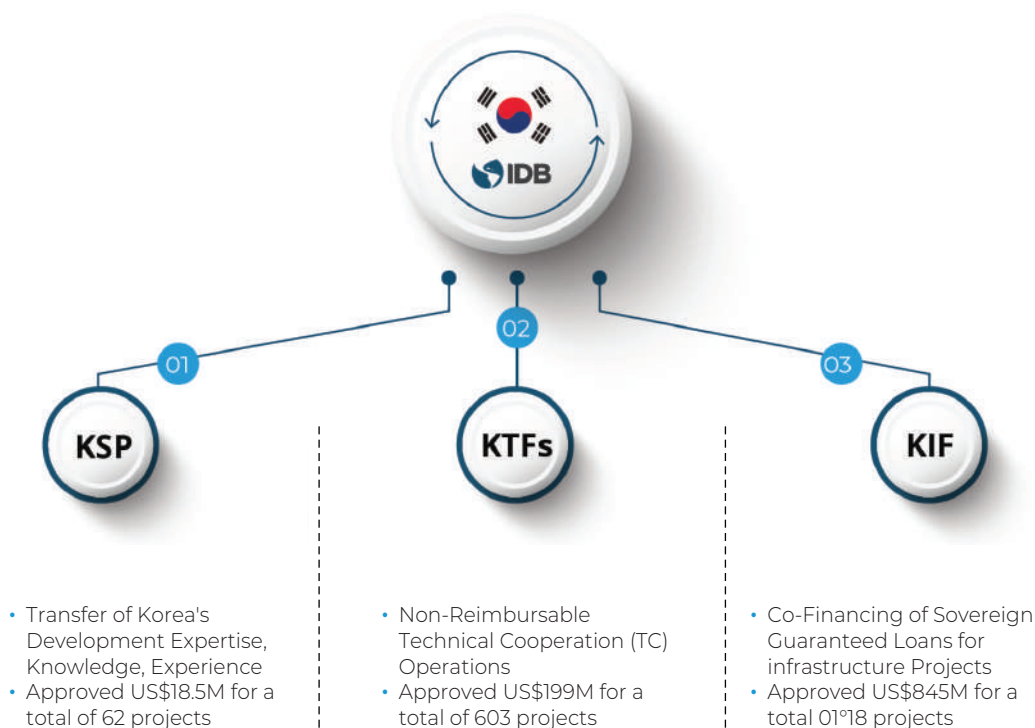 IDB
01
02
03
KSP
KTFs
KIF
• Transfer of Korea's
Development Expertise,
Knowledge, Experience
• Approved US$18.5M for a
total of 62 projects
• Non-Reimbursable
Technical Cooperation (TC)
Operations
• Approved US$199M for a
total of 603 projects
• Co-Financing of Sovereign
Guaranteed Loans for
infrastructure Projects
• Approved US$845M for a
total 01°18 projects